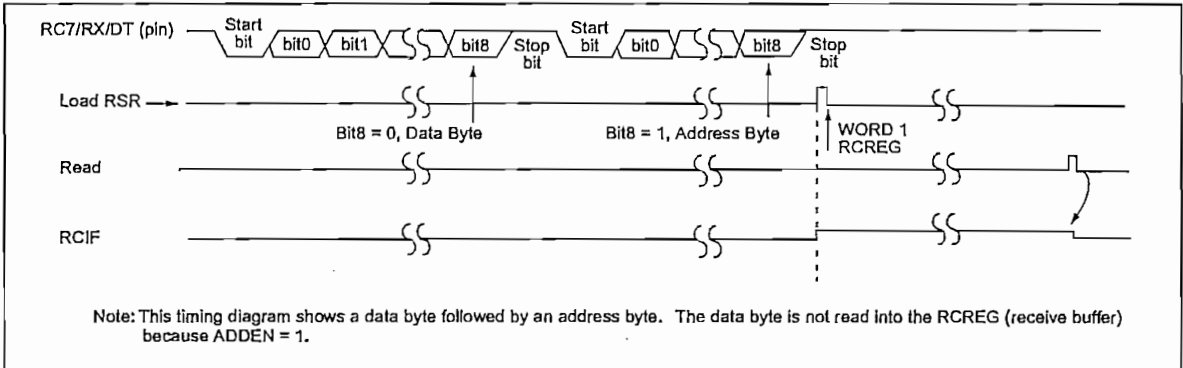 RC7/RX/DT (pin)
Start
bit
bit0
bit1
bit8
Stop
bit
Start
bit
bit0
bit8
Stop
bit
Load RSR
Bit8 = 0, Data Byte
Bit8 = 1, Address Byte
WORD 1
RCREG
Read
RCIF
Note: This timing diagram shows a data byte followed by an address byte. The data byte is not read into the RCREG (receive buffer)
because ADDEN = 1.